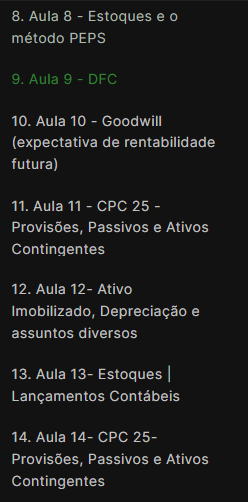 8. Aula 8 - Estoques e o
método PEPS
9. Aula 9 - DFC
10. Aula 10 - Goodwill
(expectativa de rentabilidade
futura)
11. Aula 11 - CPC 25 -
Provisões, Passivos e Ativos
Contingentes
12. Aula 12- Ativo
Imobilizado, Depreciação e
assuntos diversos
13. Aula 13- Estoques |
Lançamentos Contábeis
14. Aula 14- CPC 25-
Provisões, Passivos e Ativos
Contingentes